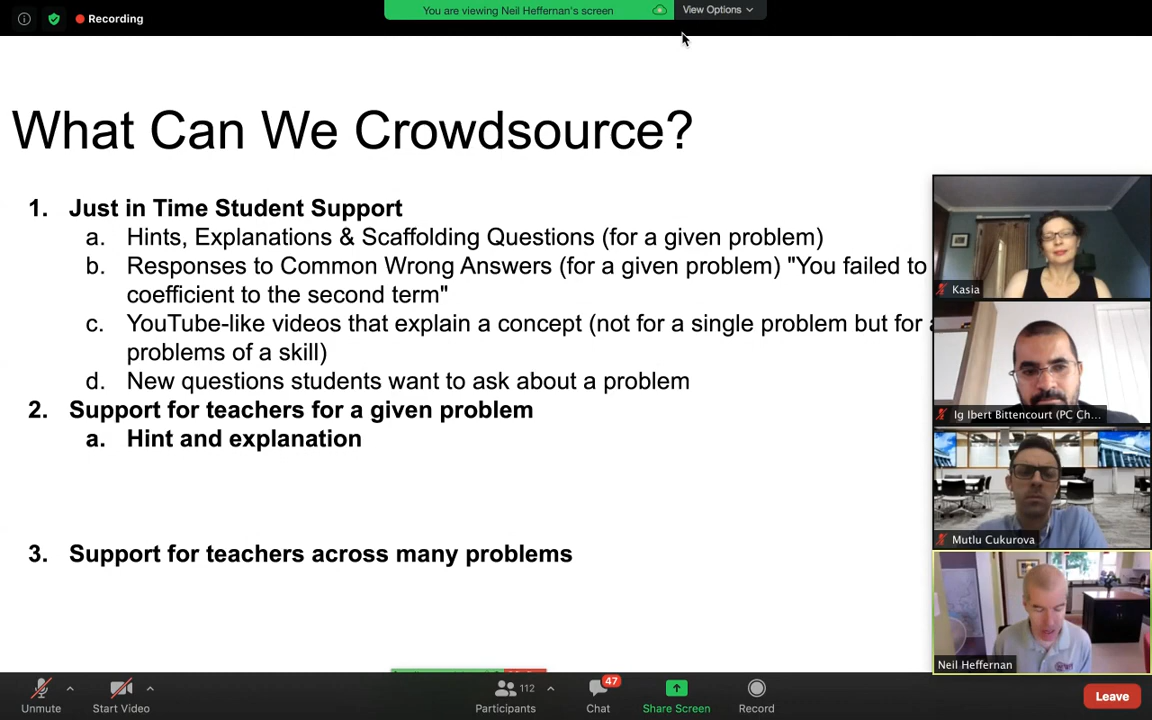 Recording
You are viewing Neil Heffernan's screen
View Options
What Can We Crowdsource?
1. Just in Time Student Support
a. Hints, Explanations & Scaffolding Questions (for a given problem)
b. Responses to Common Wrong Answers (for a given problem) "You failed to
coefficient to the second term"
c. YouTube-like videos that explain a concept (not for a single problem but for
problems of a skill)
d. New questions students want to ask about a problem
2. Support for teachers for a given problem
a. Hint and explanation
3. Support for teachers across many problems
Kasia
Ig Ibert Bittencourt (PC Ch...
Mutlu Cukurova
Neil Heffernan
Unmute
Start Video
Participants
112
Chat
47
Share Screen
Record
Leave